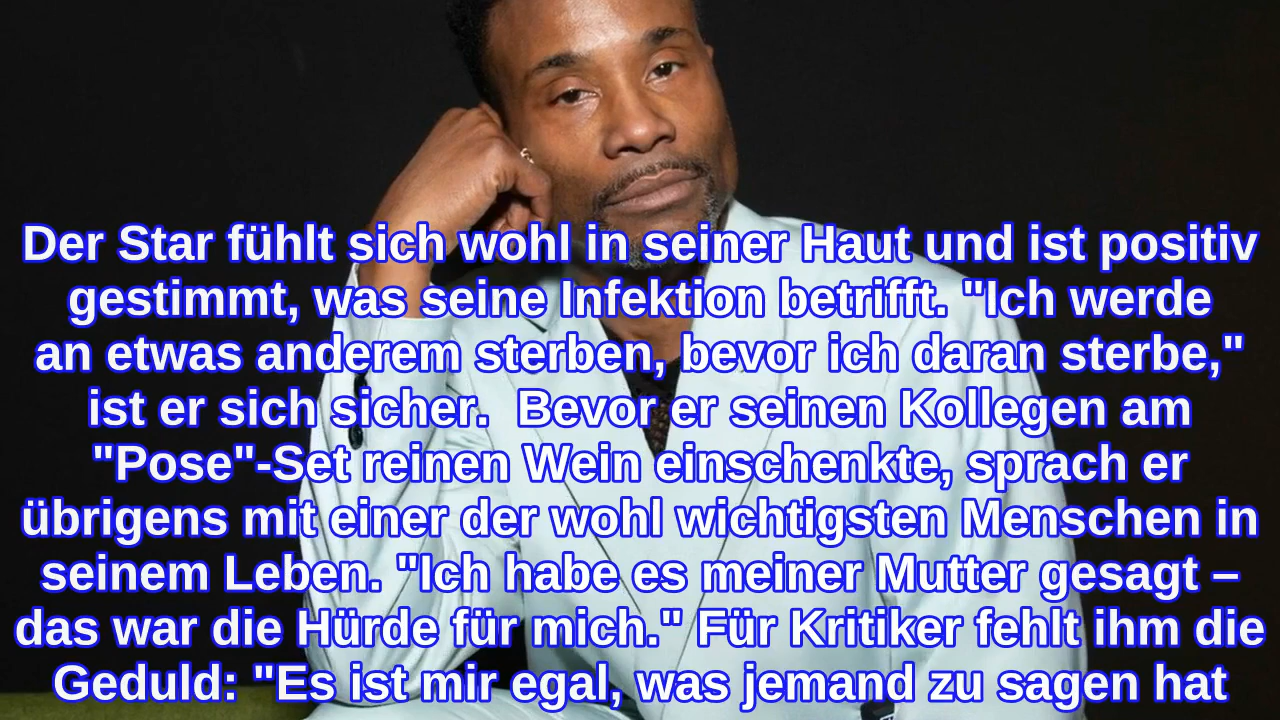 Der Star fühlt sich wohl in seiner Haut und ist positiv
gestimmt, was seine Infektion betrifft. "Ich werde
an etwas anderem sterben, bevor ich daran sterbe,"
ist er sich sicher.  Bevor er seinen Kollegen am
"Pose"-Set reinen Wein einschenkte, sprach er
übrigens mit einer der wohl wichtigsten Menschen in
seinem Leben. "Ich habe es meiner Mutter gesagt –
das war die Hürde für mich." Für Kritiker fehlt ihm die
Geduld: "Es ist mir egal, was jemand zu sagen hat